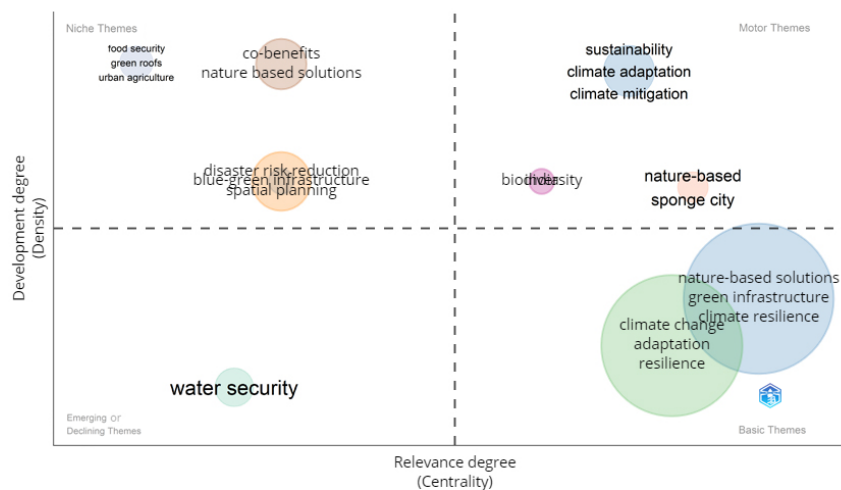 Niche Themes
Motor Themes
food security
green roofs
urban agriculture
co-benefits
nature based solutions
sustainability
climate adaptation
climate mitigation
disaster risk reduction
blue-green infrastructure
spatial planning
biodiversity
india
nature-based
sponge city
nature-based solutions
green infrastructure
climate resilience
climate change
adaptation
resilience
water security
Emerging or
Declining Themes
Basic Themes
Development degree
(Density)
Relevance degree
(Centrality)